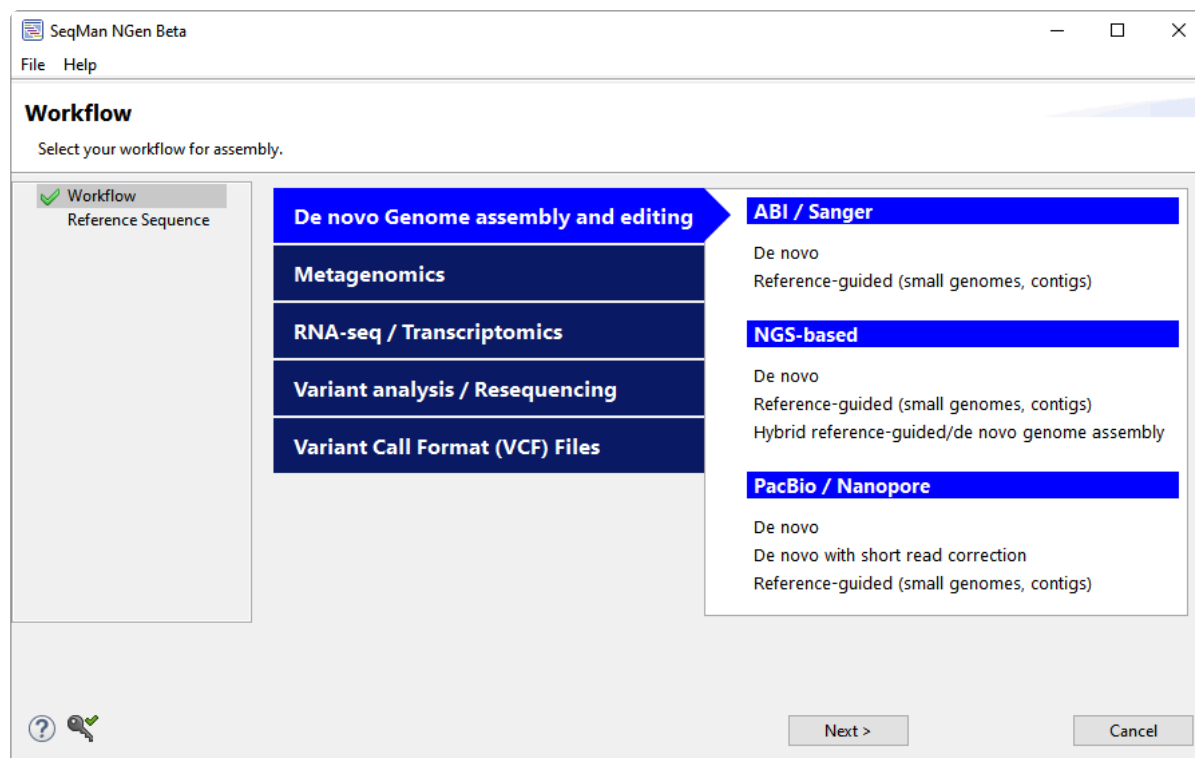 SeqMan NGen Beta
File Help
Workflow
Select your workflow for assembly.
Workflow
Reference Sequence
De novo Genome assembly and editing
Metagenomics
RNA-seq / Transcriptomics
Variant analysis / Resequencing
Variant Call Format (VCF) Files
ABI / Sanger
De novo
Reference-guided (small genomes, contigs)
NGS-based
De novo
Reference-guided (small genomes, contigs)
Hybrid reference-guided/de novo genome assembly
PacBio / Nanopore
De novo
De novo with short read correction
Reference-guided (small genomes, contigs)
?
Next >
Cancel